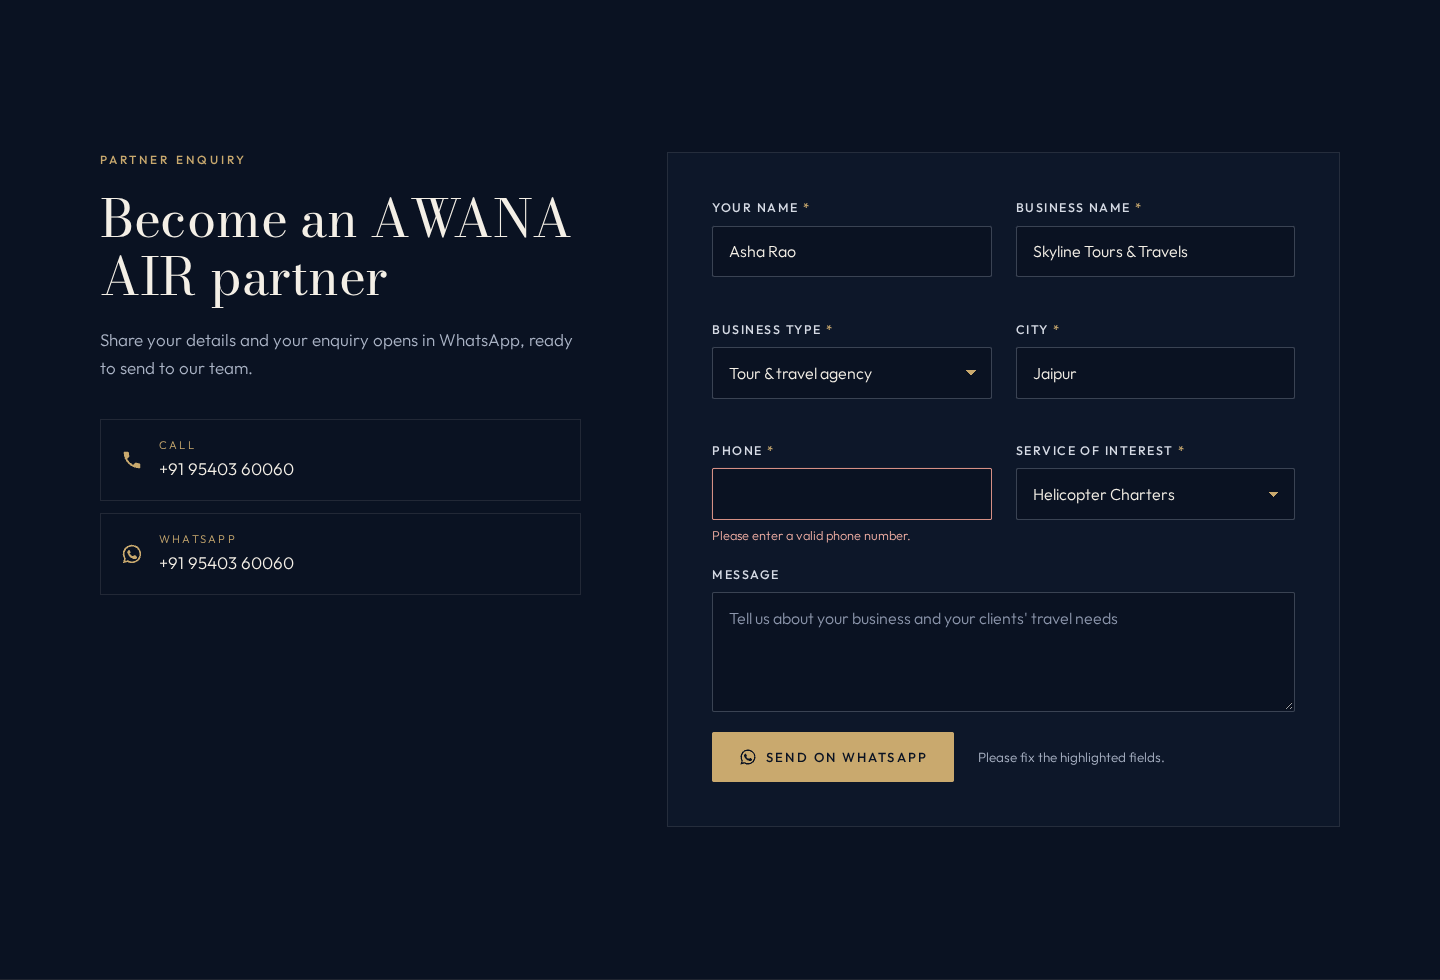 PARTNER ENQUIRY
Become an AWANA
AIR partner
Share your details and your enquiry opens in WhatsApp, ready
to send to our team.
CALL
+91 95403 60060
WHATSAPP
+91 95403 60060
YOUR NAME *
Asha Rao
BUSINESS NAME *
Skyline Tours & Travels
BUSINESS TYPE *
Tour & travel agency
CITY *
Jaipur
PHONE *
Please enter a valid phone number.
SERVICE OF INTEREST *
Helicopter Charters
MESSAGE
Tell us about your business and your clients' travel needs
SEND ON WHATSAPP
Please fix the highlighted fields.